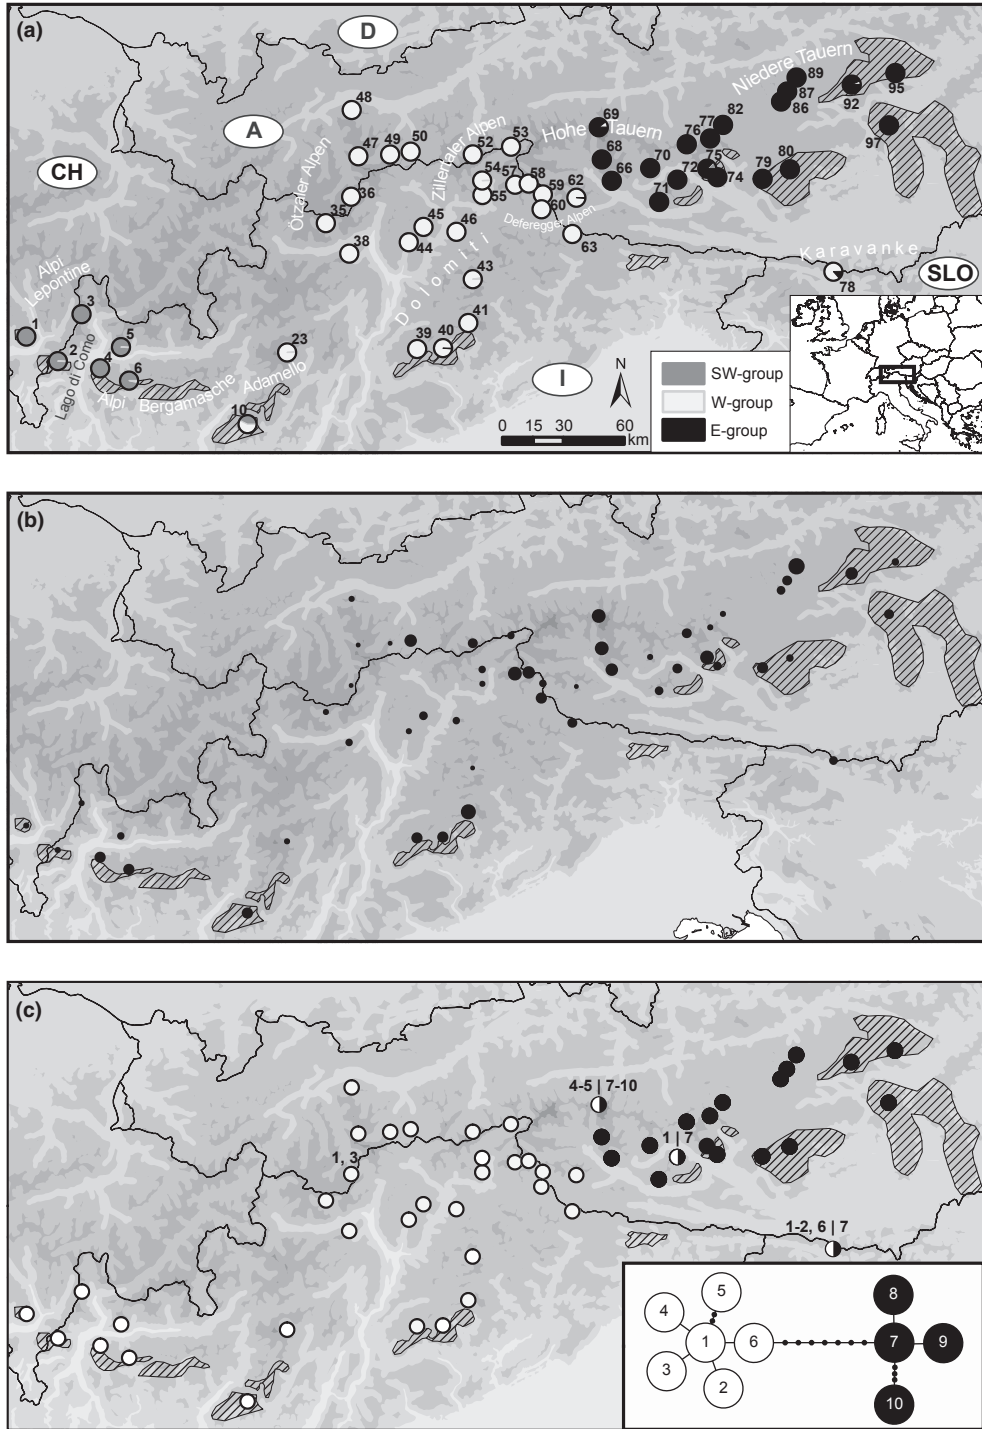 (a)
D
A
CH
SLO
I
Niedere Tauern
Hohe Tauern
Zillertaler Alpen
Ötztaler Alpen
Deferegger Alpen
Dolomiti
Karavanke
Alpi Lepontine
Lago di Como
Alpi Bergamasche
Adamello
48
47
49
50
52
53
69
68
66
70
76
77
82
89
87
86
92
95
97
80
79
75
74
72
71
54
55
57
58
59
60
62
63
36
35
38
45
44
46
43
41
40
39
23
10
1
2
3
4
5
6
78
N
0 15 30 60
km
SW-group
W-group
E-group
(b)
(c)
4-5 | 7-10
1 | 7
1, 3
1-2, 6 | 7
5
4
1
6
3
2
8
7
9
10